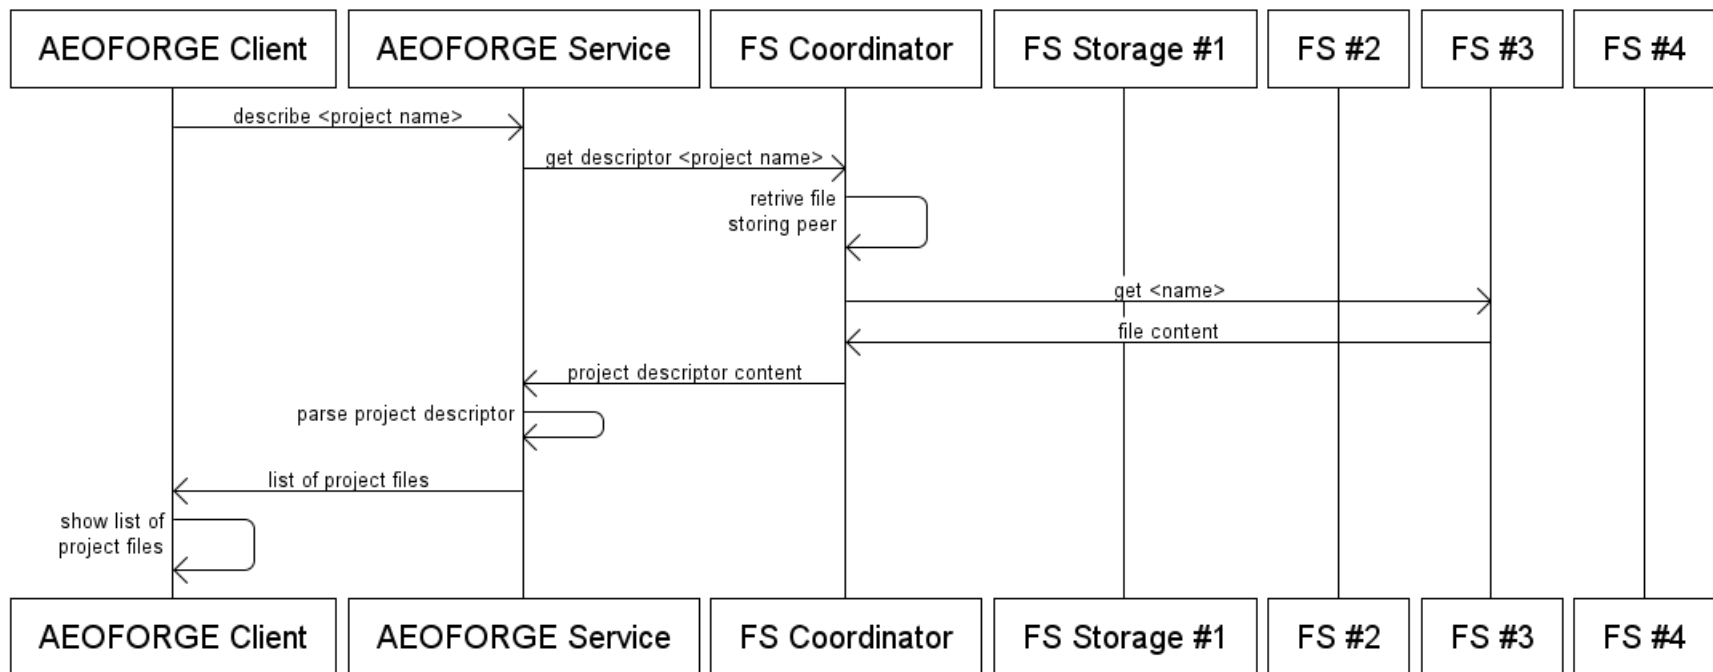 AEOFORGE Client
AEOFORGE Service
FS Coordinator
FS Storage #1
FS #2
FS #3
FS #4
describe <project name>
get descriptor <project name>
retrive file
storing peer
get <name>
file content
project descriptor content
parse project descriptor
list of project files
show list of
project files
AEOFORGE Client
AEOFORGE Service
FS Coordinator
FS Storage #1
FS #2
FS #3
FS #4